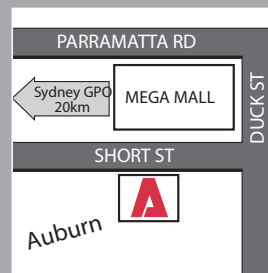 PARRAMATTA RD
Sydney GPO
20km
MEGA MALL
DUCK ST
SHORT ST
A
Auburn